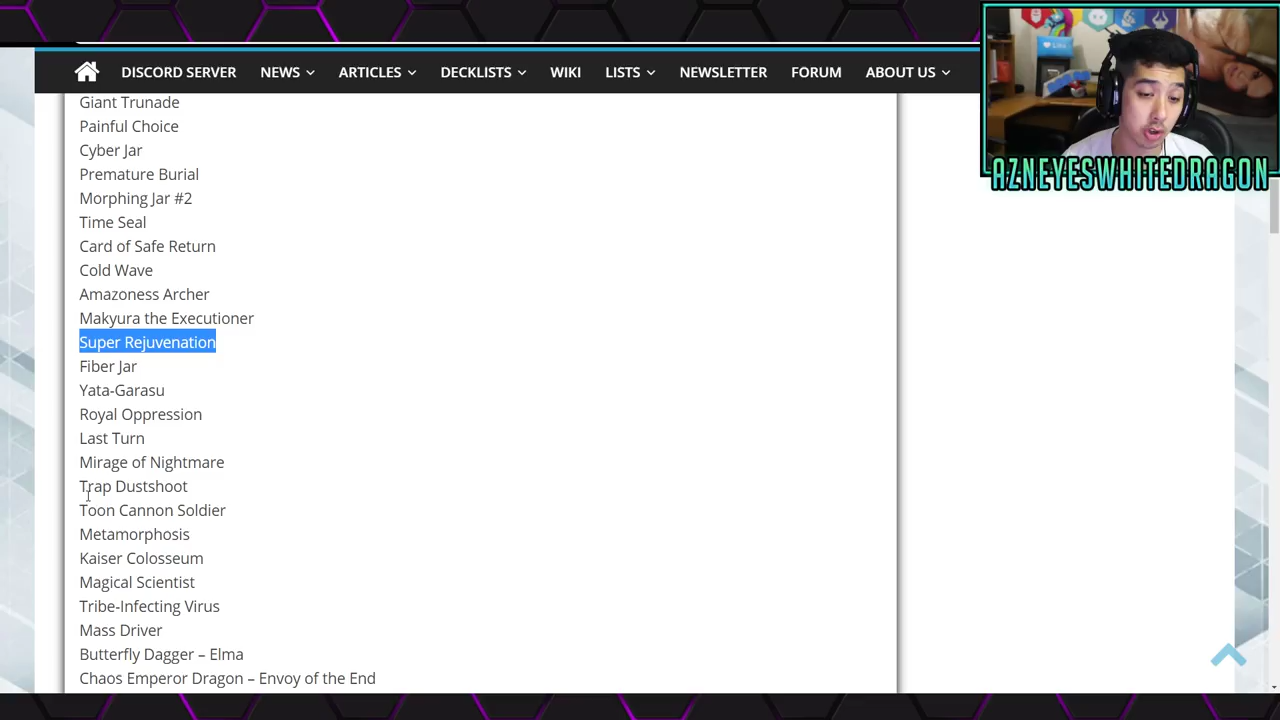 DISCORD SERVER NEWS ARTICLES DECKLISTS WIKI LISTS NEWSLETTER FORUM ABOUT US
Giant Trunade
Painful Choice
Cyber Jar
Premature Burial
Morphing Jar #2
Time Seal
Card of Safe Return
Cold Wave
Amazoness Archer
Makyura the Executioner
Super Rejuvenation
Fiber Jar
Yata-Garasu
Royal Oppression
Last Turn
Mirage of Nightmare
Trap Dustshoot
Toon Cannon Soldier
Metamorphosis
Kaiser Colosseum
Magical Scientist
Tribe-Infecting Virus
Mass Driver
Butterfly Dagger – Elma
Chaos Emperor Dragon – Envoy of the End
AZNEYESWHITEDRAGON